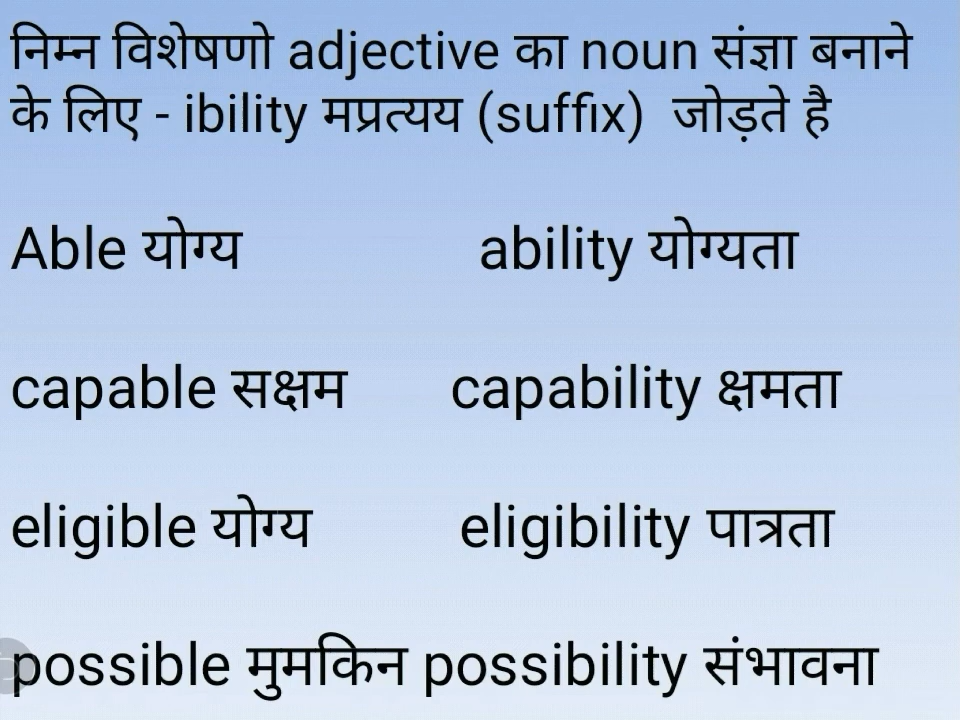 निम्न विशेषणो adjective का noun संज्ञा बनाने
के लिए - ibility मप्रत्यय (suffix) जोड़ते है
Able योग्य ability योग्यता
capable सक्षम capability क्षमता
eligible योग्य eligibility पात्रता
possible मुमकिन possibility संभावना